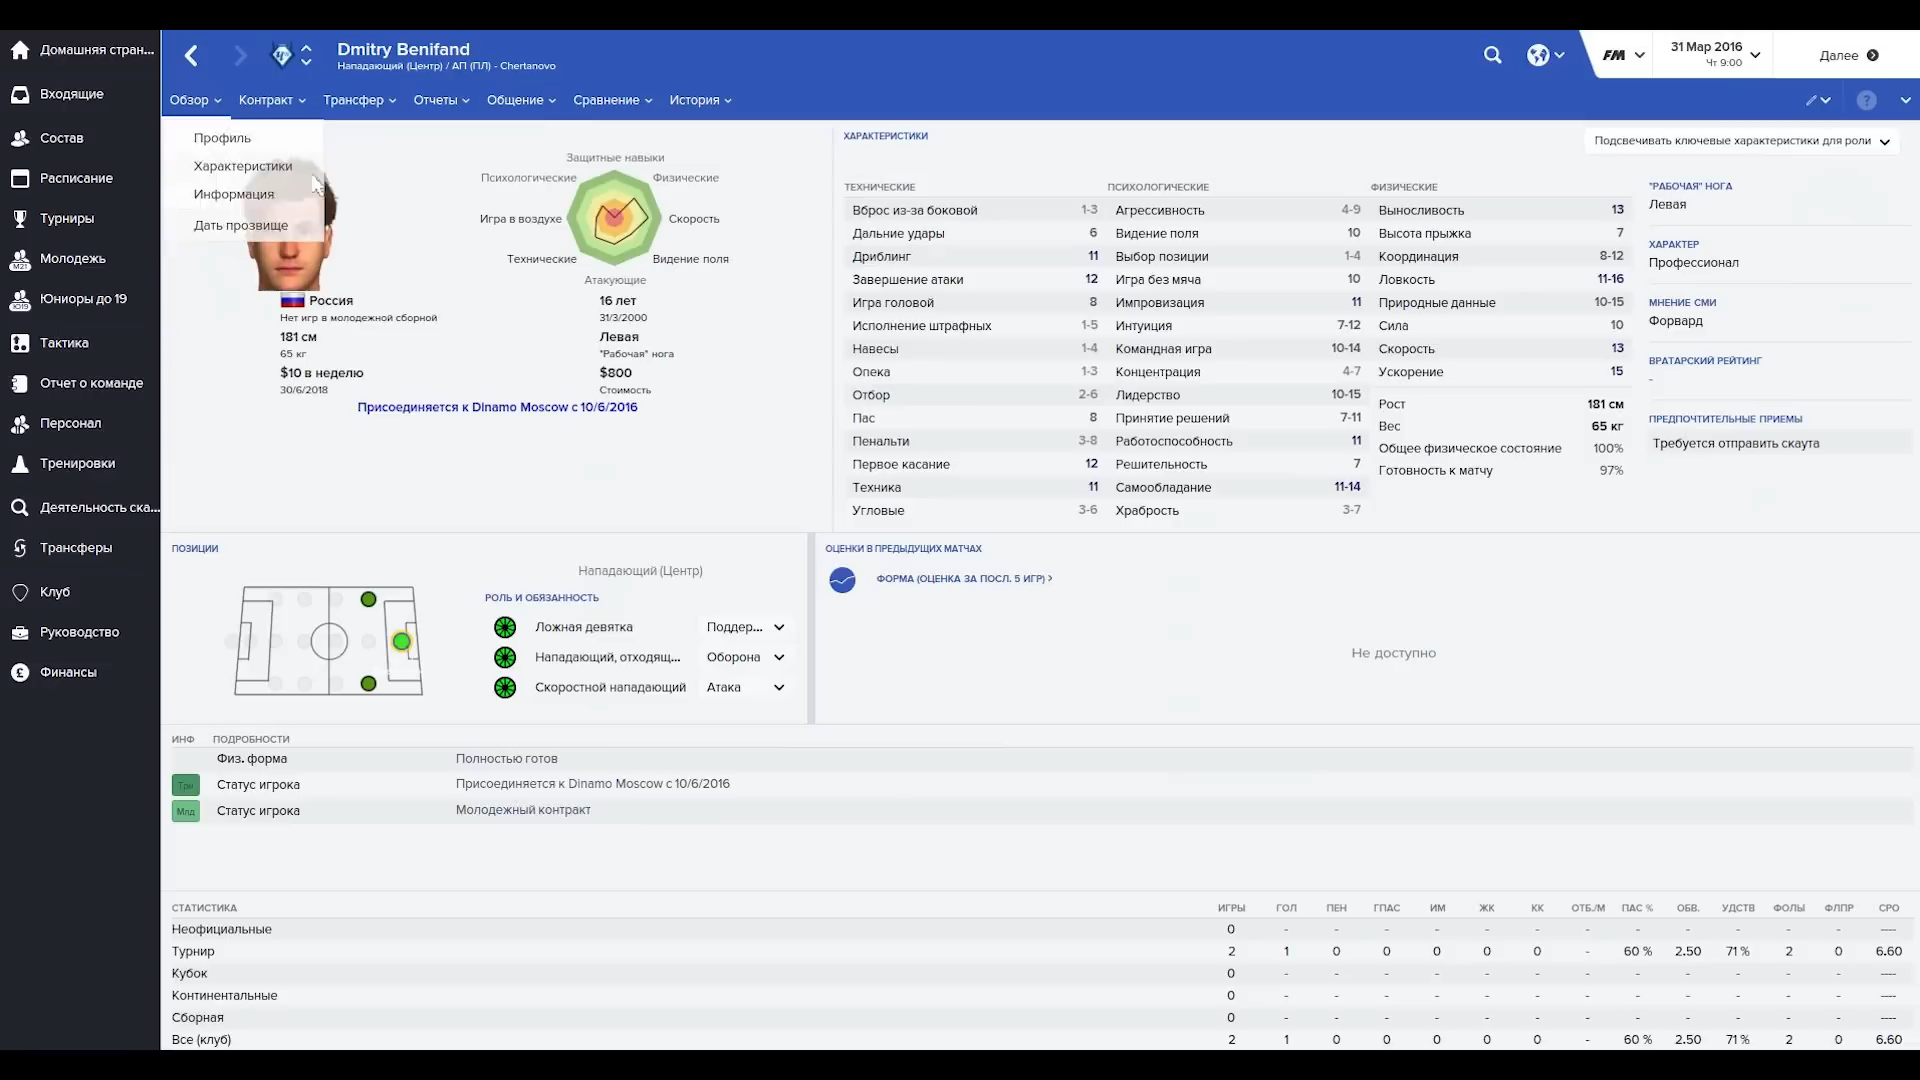 Домашняя стран...
Входящие
Состав
Расписание
Турниры
Молодежь
Юниоры до 19
Тактика
Отчет о команде
Персонал
Тренировки
Деятельность ска...
Трансферы
Клуб
Руководство
Финансы
Dmitry Benifand
Нападающий (Центр) / АП (ПЛ) - Chertanovo
FM
31 Мар 2016
Чт 9:00
Далее
Обзор Контракт Трансфер Отчеты Общение Сравнение История
?
Профиль
Характеристики
Информация
Дать прозвище
Защитные навыки
Психологические Физические
Игра в воздухе Скорость
Технические Видение поля
Атакующие
Россия
Нет игр в молодежной сборной
181 см
65 кг
$10 в неделю
30/6/2018
16 лет
31/3/2000
Левая
"Рабочая" нога
$800
Стоимость
Присоединяется к Dinamo Moscow с 10/6/2016
ХАРАКТЕРИСТИКИ
Подсвечивать ключевые характеристики для роли
ТЕХНИЧЕСКИЕ
Вброс из-за боковой 1-3
Дальние удары 6
Дриблинг 11
Завершение атаки 12
Игра головой 8
Исполнение штрафных 1-5
Навесы 1-4
Опека 1-3
Отбор 2-6
Пас 8
Пенальти 3-8
Первое касание 12
Техника 11
Угловые 3-6
ПСИХОЛОГИЧЕСКИЕ
Агрессивность 4-9
Видение поля 10
Выбор позиции 1-4
Игра без мяча 10
Импровизация 11
Интуиция 7-12
Командная игра 10-14
Концентрация 4-7
Лидерство 10-15
Принятие решений 7-11
Работоспособность 11
Решительность 7
Самообладание 11-14
Храбрость 3-7
ФИЗИЧЕСКИЕ
Выносливость 13
Высота прыжка 7
Координация 8-12
Ловкость 11-16
Природные данные 10-15
Сила 10
Скорость 13
Ускорение 15
Рост 181 см
Вес 65 кг
Общее физическое состояние 100%
Готовность к матчу 97%
"РАБОЧАЯ" НОГА
Левая
ХАРАКТЕР
Профессионал
МНЕНИЕ СМИ
Форвард
ВРАТАРСКИЙ РЕЙТИНГ
-
ПРЕДПОЧТИТЕЛЬНЫЕ ПРИЕМЫ
Требуется отправить скаута
ПОЗИЦИИ
Нападающий (Центр)
РОЛЬ И ОБЯЗАННОСТЬ
Ложная девятка Поддер...
Нападающий, отходящ... Оборона
Скоростной нападающий Атака
ОЦЕНКИ В ПРЕДЫДУЩИХ МАТЧАХ
ФОРМА (ОЦЕНКА ЗА ПОСЛ. 5 ИГР) >
Не доступно
ИНФ ПОДРОБНОСТИ
Физ. форма Полностью готов
Трн Статус игрока Присоединяется к Dinamo Moscow с 10/6/2016
Млд Статус игрока Молодежный контракт
СТАТИСТИКА ИГРЫ ГОЛ ПЕН ГПАС ИМ ЖК КК ОТБ./М ПАС % ОБВ. УДСТВ ФОЛЫ ФЛПР СРО
Неофициальные 0 - - - - - - - - - - - - ----
Турнир 2 1 0 0 0 0 0 - 60 % 2.50 71 % 2 0 6.60
Кубок 0 - - - - - - - - - - - - ----
Континентальные 0 - - - - - - - - - - - - ----
Сборная 0 - - - - - - - - - - - - ----
Все (клуб) 2 1 0 0 0 0 0 - 60 % 2.50 71 % 2 0 6.60